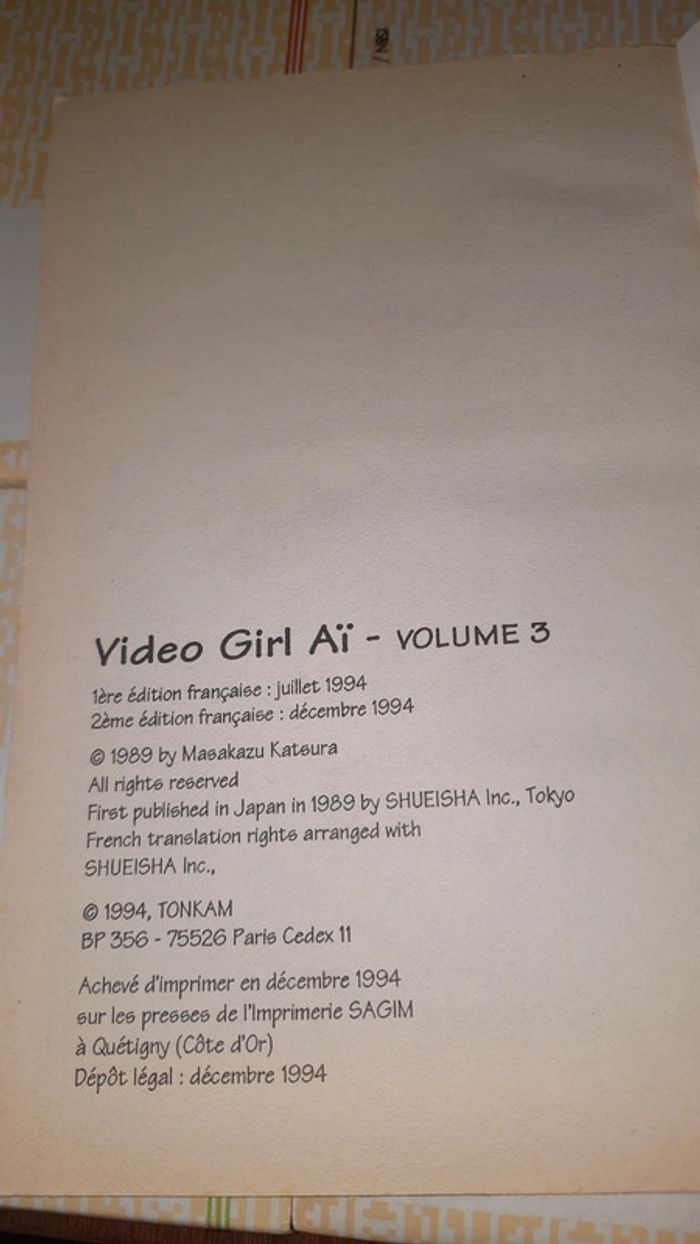 ISBN /
Video Girl Aï - VOLUME 3
1ère édition française : juillet 1994
2ème édition française : décembre 1994
© 1989 by Masakazu Katsura
All rights reserved
First published in Japan in 1989 by SHUEISHA Inc., Tokyo
French translation rights arranged with
SHUEISHA Inc.,
© 1994, TONKAM
BP 356 - 75526 Paris Cedex 11
Achevé d'imprimer en décembre 1994
sur les presses de l'Imprimerie SAGIM
à Quétigny (Côte d'Or)
Dépôt légal : décembre 1994